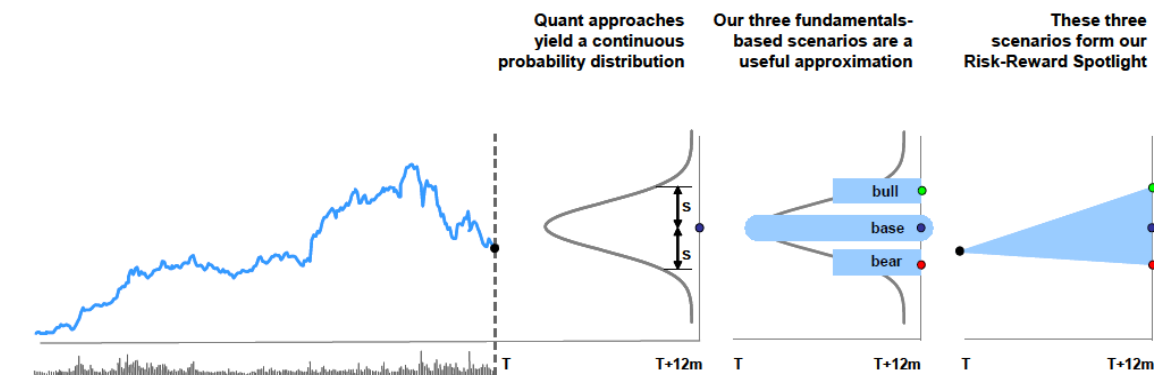 Quant approaches
yield a continuous
probability distribution
Our three fundamentals-
based scenarios are a
useful approximation
These three
scenarios form our
Risk-Reward Spotlight
s
s
bull
base
bear
T
T+12m
T
T+12m
T
T+12m